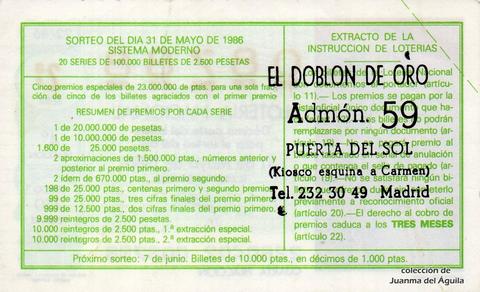 SORTEO DEL DIA 31 DE MAYO DE 1986
SISTEMA MODERNO
20 SERIES DE 100.000 BILLETES DE 2.500 PESETAS
Cinco premios especiales de 23.000.000 de ptas. para una sola fracción
de cinco de los billetes agraciados con el primer premio
RESUMEN DE PREMIOS POR CADA SERIE
1 de 20.000.000 de pesetas
1 de 10.000.000 de pesetas
1.600 de 25.000 pesetas.
2 aproximaciones de 1.500.000 ptas., números anterior y
posterior al primer premio.
2 ídem de 670.000 ptas., al premio segundo.
198 de 25.000 ptas., centenas primer y segundo premio
99 de 25.000 ptas., tres cifras finales del premio primero
999 de 12.500 ptas., dos cifras finales del premio primero.
9.999 reintegros de 2.500 pesetas.
10.000 reintegros de 2.500 ptas., 1.ª extracción especial.
10.000 reintegros de 2.500 ptas., 2.ª extracción especial.
EXTRACTO DE LA
INSTRUCCION DE LOTERIAS
EL DOBLON DE ORO
Admón. 59
PUERTA DEL SOL
(Kiosco esquina a Carmen)
Tel. 232 30 49 Madrid
previamente a reconocimiento oficial
(artículo 20).—El derecho al cobro de
premios caduca a los TRES MESES
(artículo 22).
Próximo sorteo: 7 de junio. Billetes de 10.000 ptas., en décimos de 1.000 ptas.
colección de
Juanma del Águila